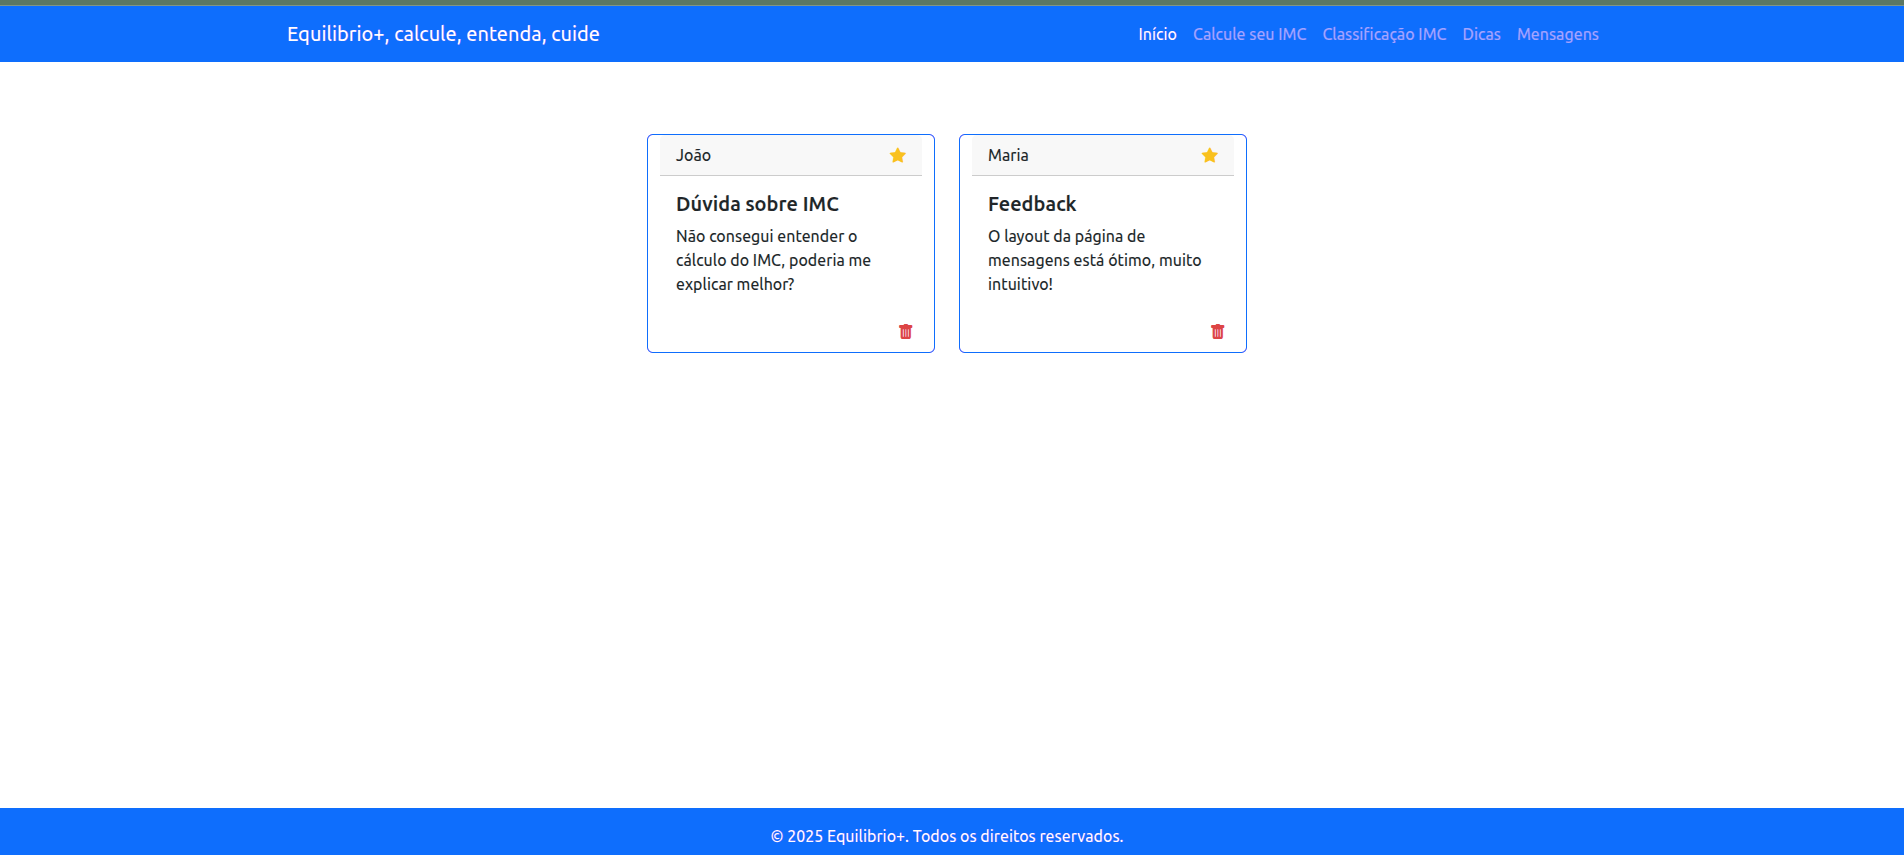 Equilibrio+, calcule, entenda, cuide
Início Calcule seu IMC Classificação IMC Dicas Mensagens
João
Dúvida sobre IMC
Não consegui entender o
cálculo do IMC, poderia me
explicar melhor?
Maria
Feedback
O layout da página de
mensagens está ótimo, muito
intuitivo!
© 2025 Equilibrio+. Todos os direitos reservados.